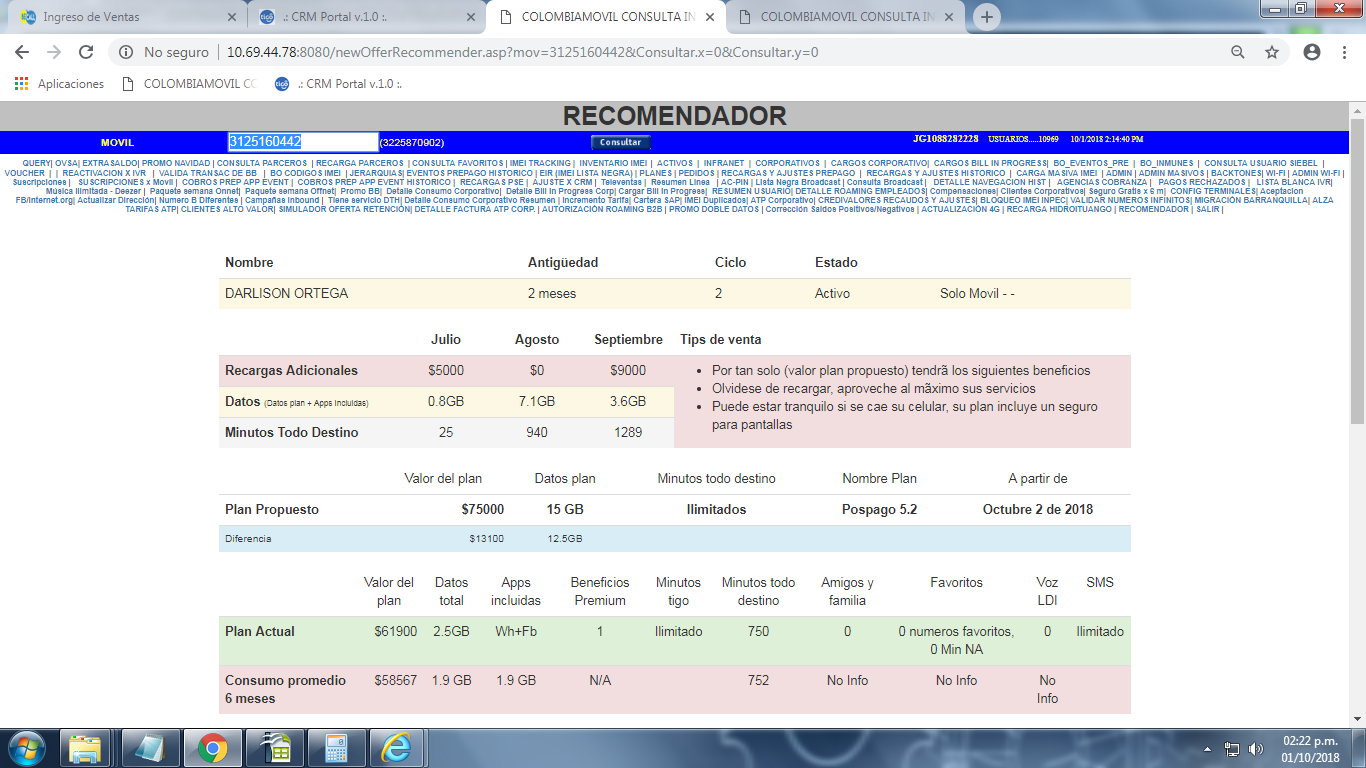 Ingreso de Ventas
.: CRM Portal v.1.0 :.
COLOMBIAMOVIL CONSULTA IN
COLOMBIAMOVIL CONSULTA IN
No seguro
10.69.44.78:8080/newOfferRecommender.asp?mov=3125160442&Consultar.x=0&Consultar.y=0
Aplicaciones
COLOMBIAMOVIL CO
.: CRM Portal v.1.0 :.
RECOMENDADOR
MOVIL 3125160442 (3225870902) Consultar JG1088282228 USUARIOS.....10969 10/1/2018 2:14:40 PM
QUERY| OVSA| EXTRASALDO| PROMO NAVIDAD | CONSULTA PARCEROS | RECARGA PARCEROS | CONSULTA FAVORITOS | IMEI TRACKING | INVENTARIO IMEI | ACTIVOS | INFRANET | CORPORATIVOS | CARGOS CORPORATIVO| CARGOS BILL IN PROGRESS| BO_EVENTOS_PRE | BO_INMUNES | CONSULTA USUARIO SIEBEL |
VOUCHER | | REACTIVACION X IVR | VALIDA TRANSAC DE BB | BO CODIGOS IMEI | JERARQUIAS| EVENTOS PREPAGO HISTORICO | EIR (IMEI LISTA NEGRA) | PLANES | PEDIDOS | RECARGAS Y AJUSTES PREPAGO | RECARGAS Y AJUSTES HISTORICO | CARGA MASIVA IMEI | ADMIN | ADMIN MASIVOS | BACKTONES| WI-FI | ADMIN WI-FI |
Suscripciones | SUSCRIPCIONES x Movil | COBROS PREP APP EVENT | COBROS PREP APP EVENT HISTORICO | RECARGAS PSE | AJUSTE X CRM | Televentas | Resumen Linea | AC-PIN | Lista Negra Broadcast | Consulta Broadcast | DETALLE NAVEGACION HIST | AGENCIAS COBRANZA | PAGOS RECHAZADOS | LISTA BLANCA IVR|
Musica Ilimitada - Deezer | Paquete semana Onnet| Paquete semana Offnet| Promo BB| Detalle Consumo Corporativo| Detalle Bill In Progress Corp| Cargar Bill In Progress| RESUMEN USUARIO| DETALLE ROAMING EMPLEADOS| Compensaciones| Clientes Corporativos| Seguro Gratis x 6 m| CONFIG TERMINALES| Aceptacion
FB/Internet.org| Actualizar Dirección| Numero B Diferentes | Campañas Inbound | Tiene servicio DTH| Detalle Consumo Corporativo Resumen | Incremento Tarifa| Cartera SAP| IMEI Duplicados| ATP Corporativo| CREDIVALORES RECAUDOS Y AJUSTES| BLOQUEO IMEI INPEC| VALIDAR NUMEROS INFINITOS| MIGRACIÓN BARRANQUILLA| ALZA
TARIFAS ATP| CLIENTES ALTO VALOR| SIMULADOR OFERTA RETENCIÓN| DETALLE FACTURA ATP CORP. | AUTORIZACIÓN ROAMING B2B | PROMO DOBLE DATOS | Corrección Saldos Positivos/Negativos | ACTUALIZACIÓN 4G | RECARGA HIDROITUANGO | RECOMENDADOR | SALIR |
Nombre Antigüedad Ciclo Estado
DARLISON ORTEGA 2 meses 2 Activo Solo Movil - -
Julio Agosto Septiembre Tips de venta
Recargas Adicionales $5000 $0 $9000
Datos (Datos plan + Apps Incluidas) 0.8GB 7.1GB 3.6GB
Minutos Todo Destino 25 940 1289
• Por tan solo (valor plan propuesto) tendrã los siguientes beneficios
• Olvidese de recargar, aproveche al mãximo sus servicios
• Puede estar tranquilo si se cae su celular, su plan incluye un seguro
para pantallas
Valor del plan Datos plan Minutos todo destino Nombre Plan A partir de
Plan Propuesto $75000 15 GB Ilimitados Pospago 5.2 Octubre 2 de 2018
Diferencia $13100 12.5GB
Valor del Datos Apps Beneficios Minutos Minutos todo Amigos y Favoritos Voz SMS
plan total incluidas Premium tigo destino familia LDI
Plan Actual $61900 2.5GB Wh+Fb 1 Ilimitado 750 0 0 numeros favoritos, 0 Ilimitado
0 Min NA
Consumo promedio $58567 1.9 GB 1.9 GB N/A 752 No Info No Info No
6 meses Info
02:22 p.m.
01/10/2018